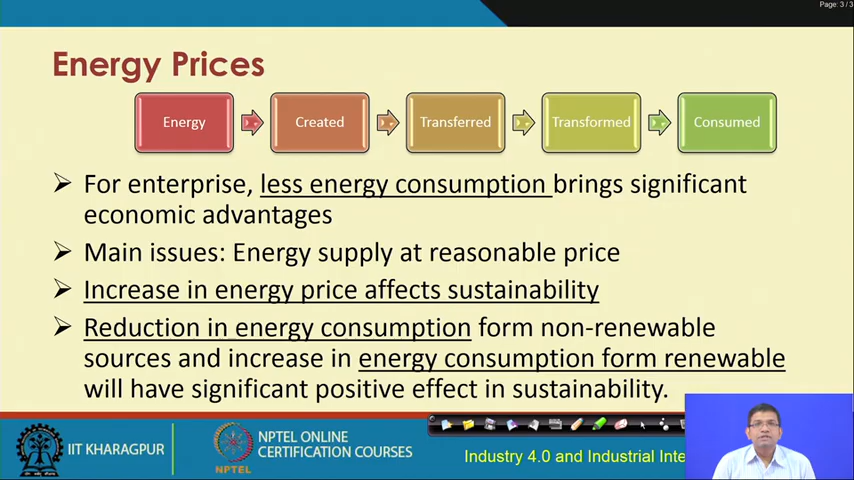 Page: 3 / 3
Energy Prices
Energy
Created
Transferred
Transformed
Consumed
For enterprise, less energy consumption brings significant
economic advantages
Main issues: Energy supply at reasonable price
Increase in energy price affects sustainability
Reduction in energy consumption form non-renewable
sources and increase in energy consumption form renewable
will have significant positive effect in sustainability.
IIT KHARAGPUR
NPTEL
NPTEL ONLINE
CERTIFICATION COURSES
Industry 4.0 and Industrial Inte